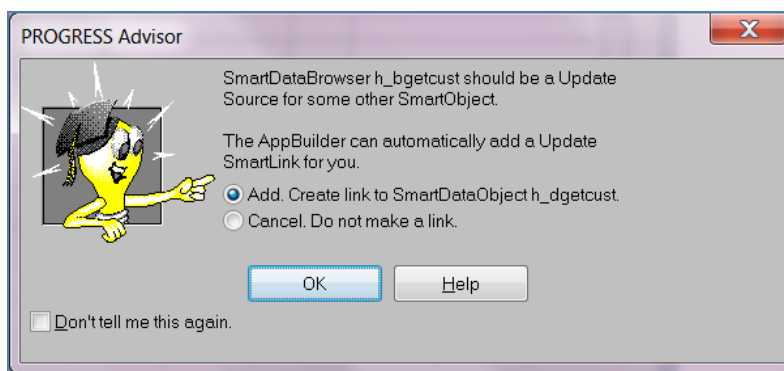 PROGRESS Advisor
SmartDataBrowser h_bgetcust should be a Update
Source for some other SmartObject.
The AppBuilder can automatically add a Update
SmartLink for you.
Add. Create link to SmartDataObject h_dgetcust.
Cancel. Do not make a link.
OK
Help
Don't tell me this again.